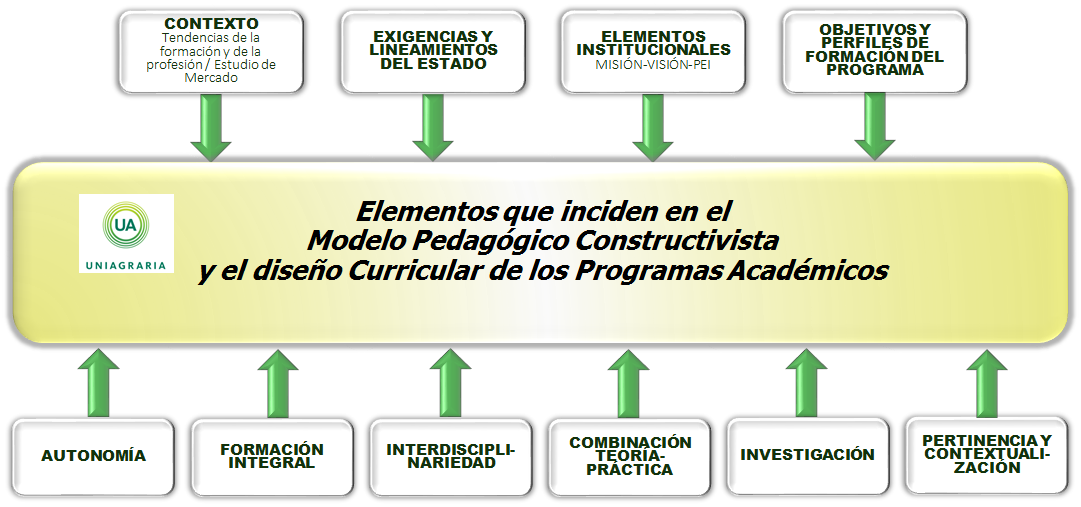 CONTEXTO
Tendencias de la
formación y de la
profesión / Estudio de
Mercado
EXIGENCIAS Y
LINEAMIENTOS
DEL ESTADO
ELEMENTOS
INSTITUCIONALES
MISIÓN-VISIÓN-PEI
OBJETIVOS Y
PERFILES DE
FORMACIÓN DEL
PROGRAMA
UA
UNIAGRARIA
Elementos que inciden en el
Modelo Pedagógico Constructivista
y el diseño Curricular de los Programas Académicos
AUTONOMÍA
FORMACIÓN
INTEGRAL
INTERDISCIPLI-
NARIEDAD
COMBINACIÓN
TEORÍA-
PRÁCTICA
INVESTIGACIÓN
PERTINENCIA Y
CONTEXTUALI-
ZACIÓN